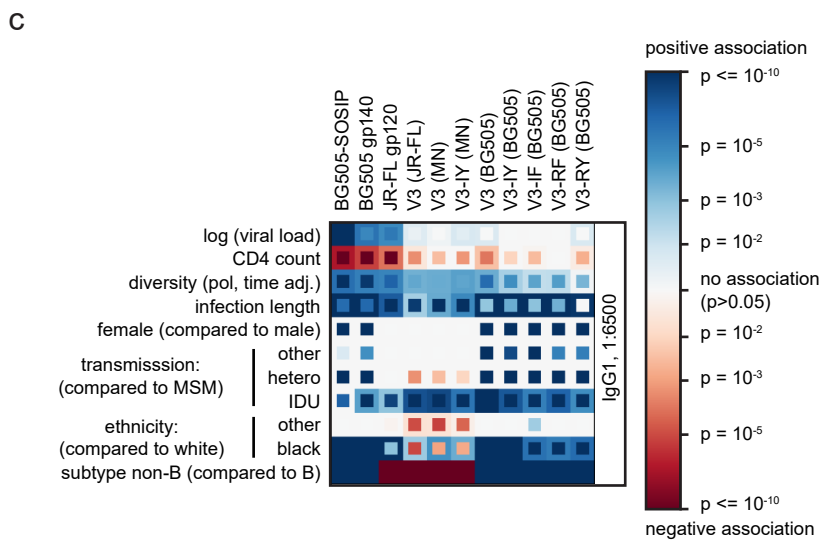 C
BG505-SOSIP
BG505 gp140
JR-FL gp120
V3 (JR-FL)
V3 (MN)
V3-IY (MN)
V3 (BG505)
V3-IY (BG505)
V3-IF (BG505)
V3-RF (BG505)
V3-RY (BG505)
log (viral load)
CD4 count
diversity (pol, time adj.)
infection length
female (compared to male)
transmisssion:
(compared to MSM)
other
hetero
IDU
ethnicity:
(compared to white)
other
black
subtype non-B (compared to B)
IgG1, 1:6500
positive association
p <= 10⁻¹⁰
p = 10⁻⁵
p = 10⁻³
p = 10⁻²
no association
(p>0.05)
p = 10⁻²
p = 10⁻³
p = 10⁻⁵
p <= 10⁻¹⁰
negative association